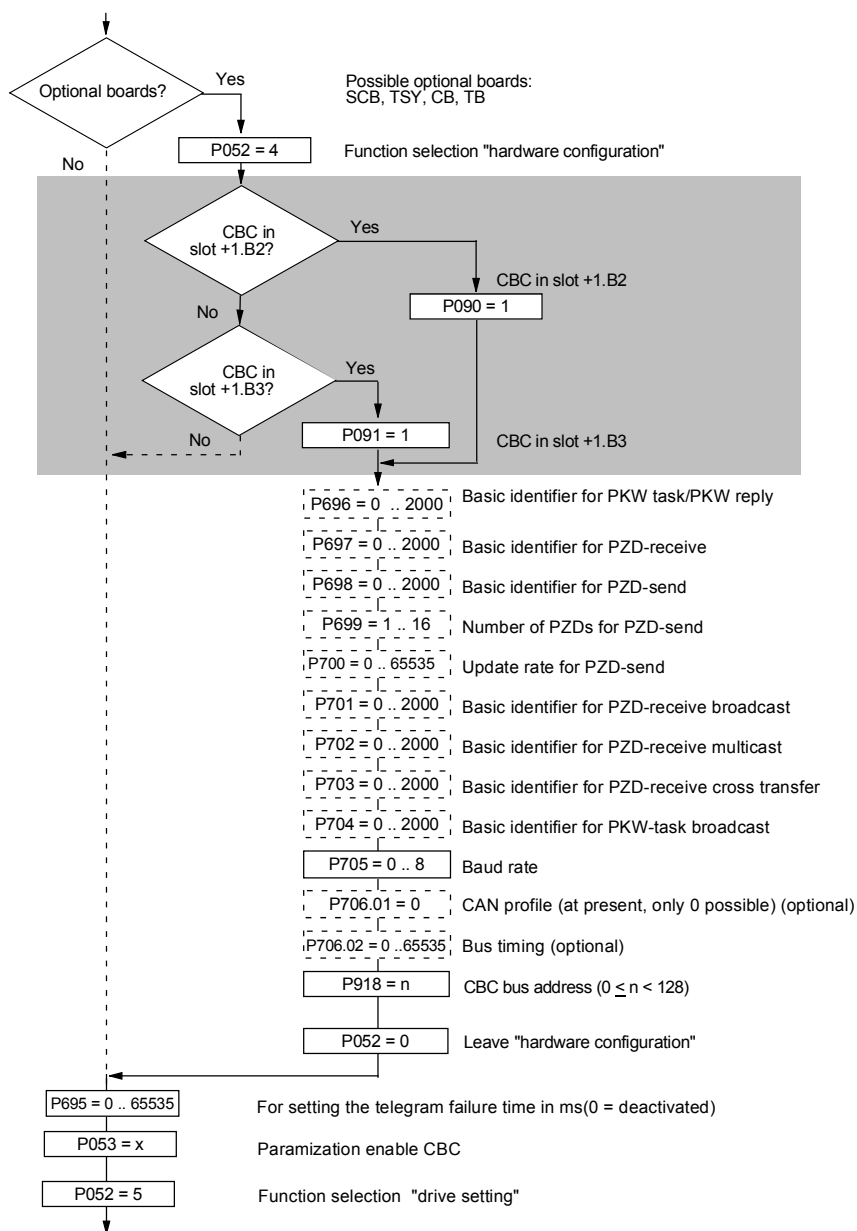 Optional boards?
Yes
Possible optional boards:
SCB, TSY, CB, TB
No
P052 = 4
Function selection "hardware configuration"
CBC in
slot +1.B2?
Yes
CBC in slot +1.B2
P090 = 1
No
CBC in
slot +1.B3?
Yes
No
P091 = 1
CBC in slot +1.B3
P696 = 0 .. 2000
Basic identifier for PKW task/PKW reply
P697 = 0 .. 2000
Basic identifier for PZD-receive
P698 = 0 .. 2000
Basic identifier for PZD-send
P699 = 1 .. 16
Number of PZDs for PZD-send
P700 = 0 .. 65535
Update rate for PZD-send
P701 = 0 .. 2000
Basic identifier for PZD-receive broadcast
P702 = 0 .. 2000
Basic identifier for PZD-receive multicast
P703 = 0 .. 2000
Basic identifier for PZD-receive cross transfer
P704 = 0 .. 2000
Basic identifier for PKW-task broadcast
P705 = 0 .. 8
Baud rate
P706.01 = 0
CAN profile (at present, only 0 possible) (optional)
P706.02 = 0 ..65535
Bus timing (optional)
P918 = n
CBC bus address (0 ≤ n < 128)
P052 = 0
Leave "hardware configuration"
P695 = 0 .. 65535
For setting the telegram failure time in ms(0 = deactivated)
P053 = x
Paramization enable CBC
P052 = 5
Function selection "drive setting"